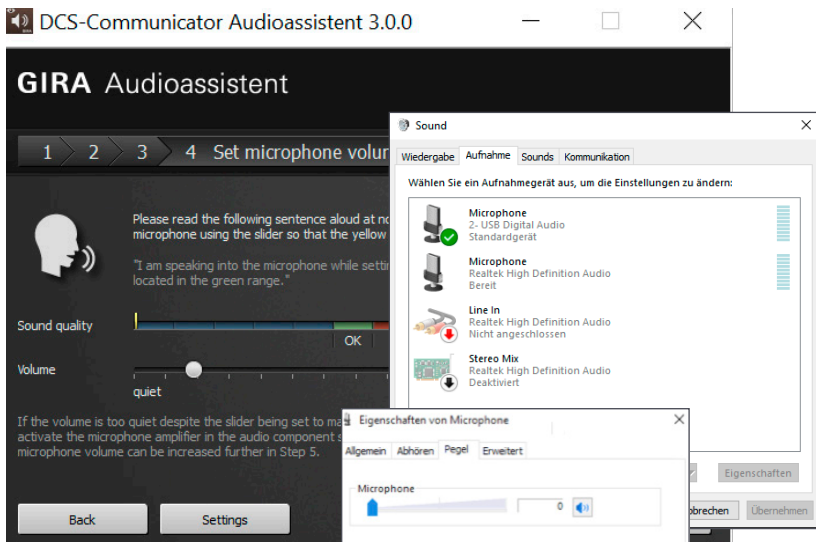 DCS-Communicator Audioassistent 3.0.0
GIRA Audioassistent
1 2 3 4 Set microphone
Please read the following sentence aloud at
microphone using the slider so that the yellow
"I am speaking into the microphone while
located in the green range."
Sound quality
OK
Volume
quiet
If the volume is too quiet despite the slider being set to
activate the microphone amplifier in the audio component
microphone volume can be increased further in Step 5.
Back Settings
Sound
Wiedergabe Aufnahme Sounds Kommunikation
Wählen Sie ein Aufnahmegerät aus, um die Einstellungen zu ändern:
Microphone
2- USB Digital Audio
Standardgerät
Microphone
Realtek High Definition Audio
Bereit
Line In
Realtek High Definition Audio
Nicht angeschlossen
Stereo Mix
Realtek High Definition Audio
Deaktiviert
Eigenschaften
Übernehmen
Eigenschaften von Microphone
Allgemein Abhören Pegel Erweitert
Microphone
0